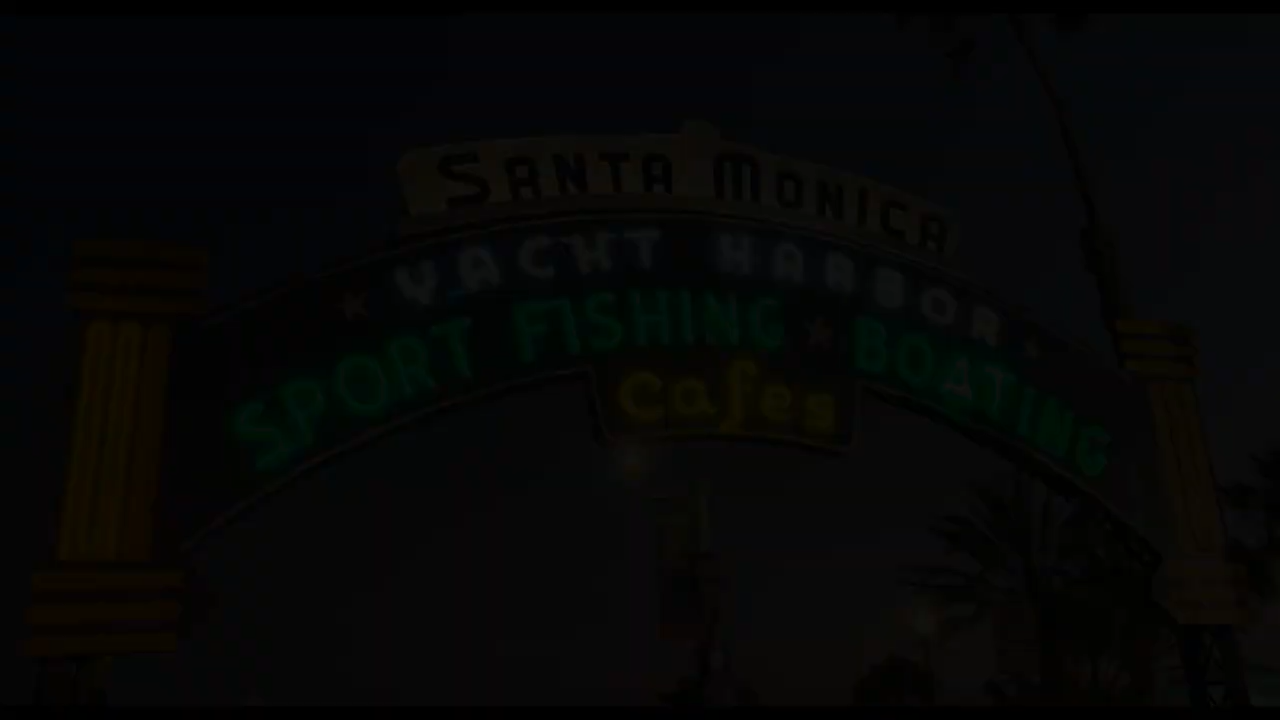 SANTA MONICA
YACHT HARBOR
SPORT FISHING ★ BOATING
Cafes